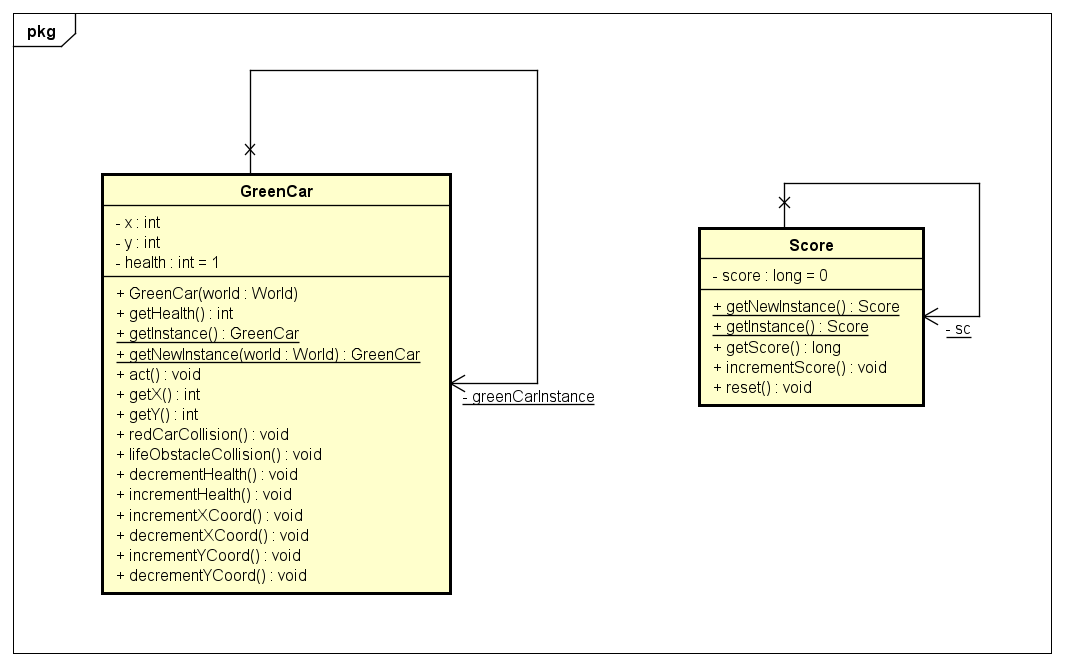 pkg
GreenCar
- x : int
- y : int
- health : int = 1
+ GreenCar(world : World)
+ getHealth() : int
+ getInstance() : GreenCar
+ getNewInstance(world : World) : GreenCar
+ act() : void
+ getX() : int
+ getY() : int
+ redCarCollision() : void
+ lifeObstacleCollision() : void
+ decrementHealth() : void
+ incrementHealth() : void
+ incrementXCoord() : void
+ decrementXCoord() : void
+ incrementYCoord() : void
+ decrementYCoord() : void
- greenCarInstance
Score
- score : long = 0
+ getNewInstance() : Score
+ getInstance() : Score
+ getScore() : long
+ incrementScore() : void
+ reset() : void
- sc